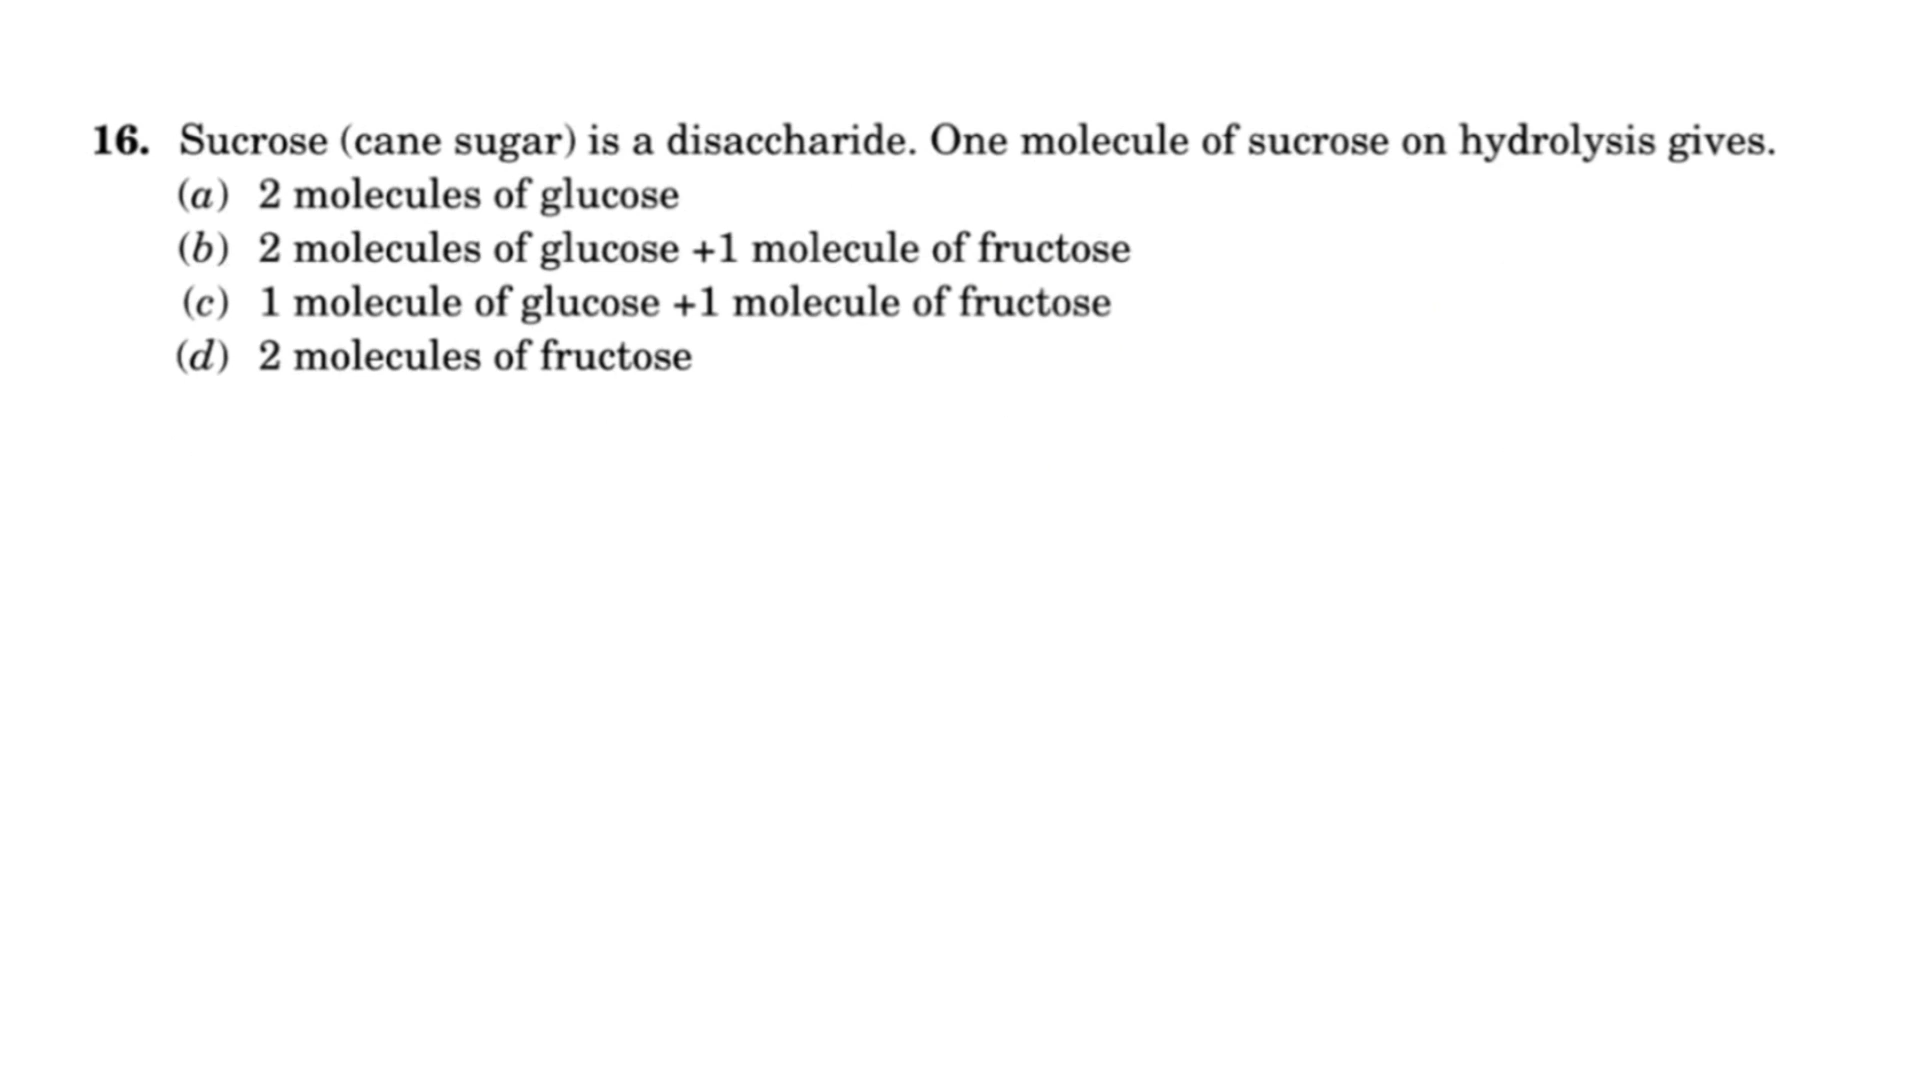 16. Sucrose (cane sugar) is a disaccharide. One molecule of sucrose on hydrolysis gives.
(a) 2 molecules of glucose
(b) 2 molecules of glucose +1 molecule of fructose
(c) 1 molecule of glucose +1 molecule of fructose
(d) 2 molecules of fructose